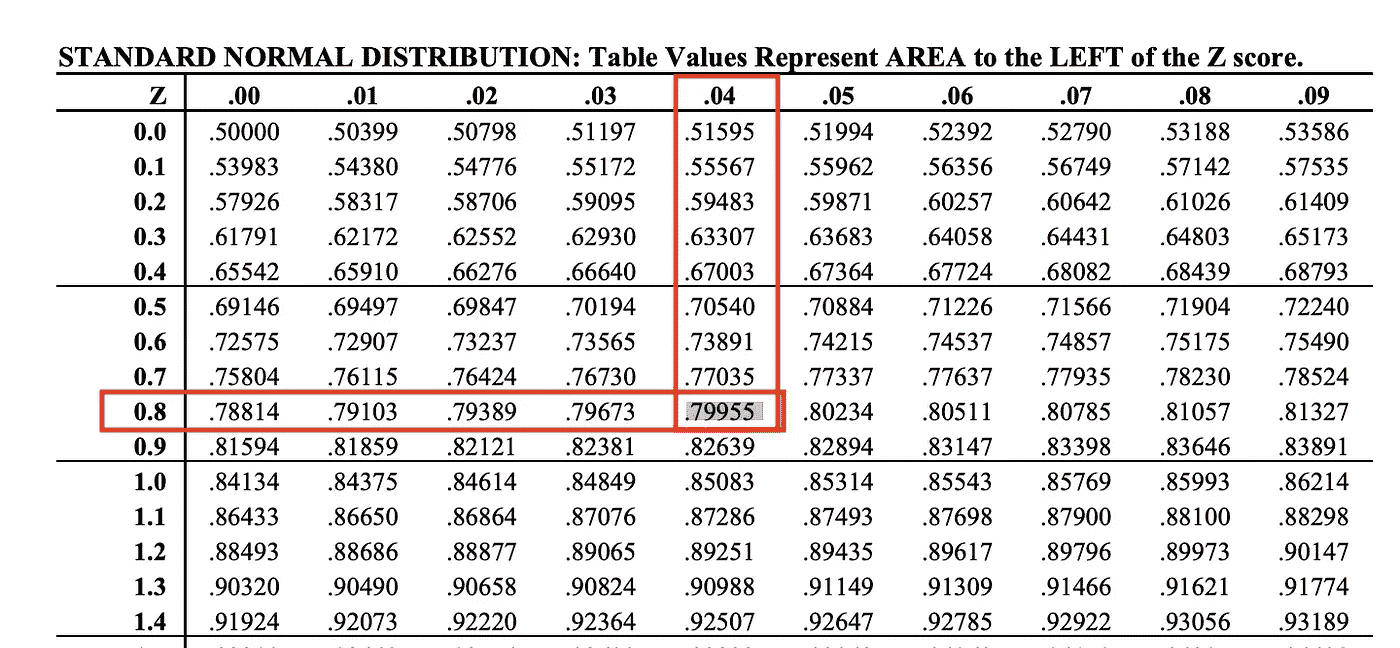 STANDARD NORMAL DISTRIBUTION: Table Values Represent AREA to the LEFT of the Z score.
Z .00 .01 .02 .03 .04 .05 .06 .07 .08 .09
0.0 .50000 .50399 .50798 .51197 .51595 .51994 .52392 .52790 .53188 .53586
0.1 .53983 .54380 .54776 .55172 .55567 .55962 .56356 .56749 .57142 .57535
0.2 .57926 .58317 .58706 .59095 .59483 .59871 .60257 .60642 .61026 .61409
0.3 .61791 .62172 .62552 .62930 .63307 .63683 .64058 .64431 .64803 .65173
0.4 .65542 .65910 .66276 .66640 .67003 .67364 .67724 .68082 .68439 .68793
0.5 .69146 .69497 .69847 .70194 .70540 .70884 .71226 .71566 .71904 .72240
0.6 .72575 .72907 .73237 .73565 .73891 .74215 .74537 .74857 .75175 .75490
0.7 .75804 .76115 .76424 .76730 .77035 .77337 .77637 .77935 .78230 .78524
0.8 .78814 .79103 .79389 .79673 .79955 .80234 .80511 .80785 .81057 .81327
0.9 .81594 .81859 .82121 .82381 .82639 .82894 .83147 .83398 .83646 .83891
1.0 .84134 .84375 .84614 .84849 .85083 .85314 .85543 .85769 .85993 .86214
1.1 .86433 .86650 .86864 .87076 .87286 .87493 .87698 .87900 .88100 .88298
1.2 .88493 .88686 .88877 .89065 .89251 .89435 .89617 .89796 .89973 .90147
1.3 .90320 .90490 .90658 .90824 .90988 .91149 .91309 .91466 .91621 .91774
1.4 .91924 .92073 .92220 .92364 .92507 .92647 .92785 .92922 .93056 .93189